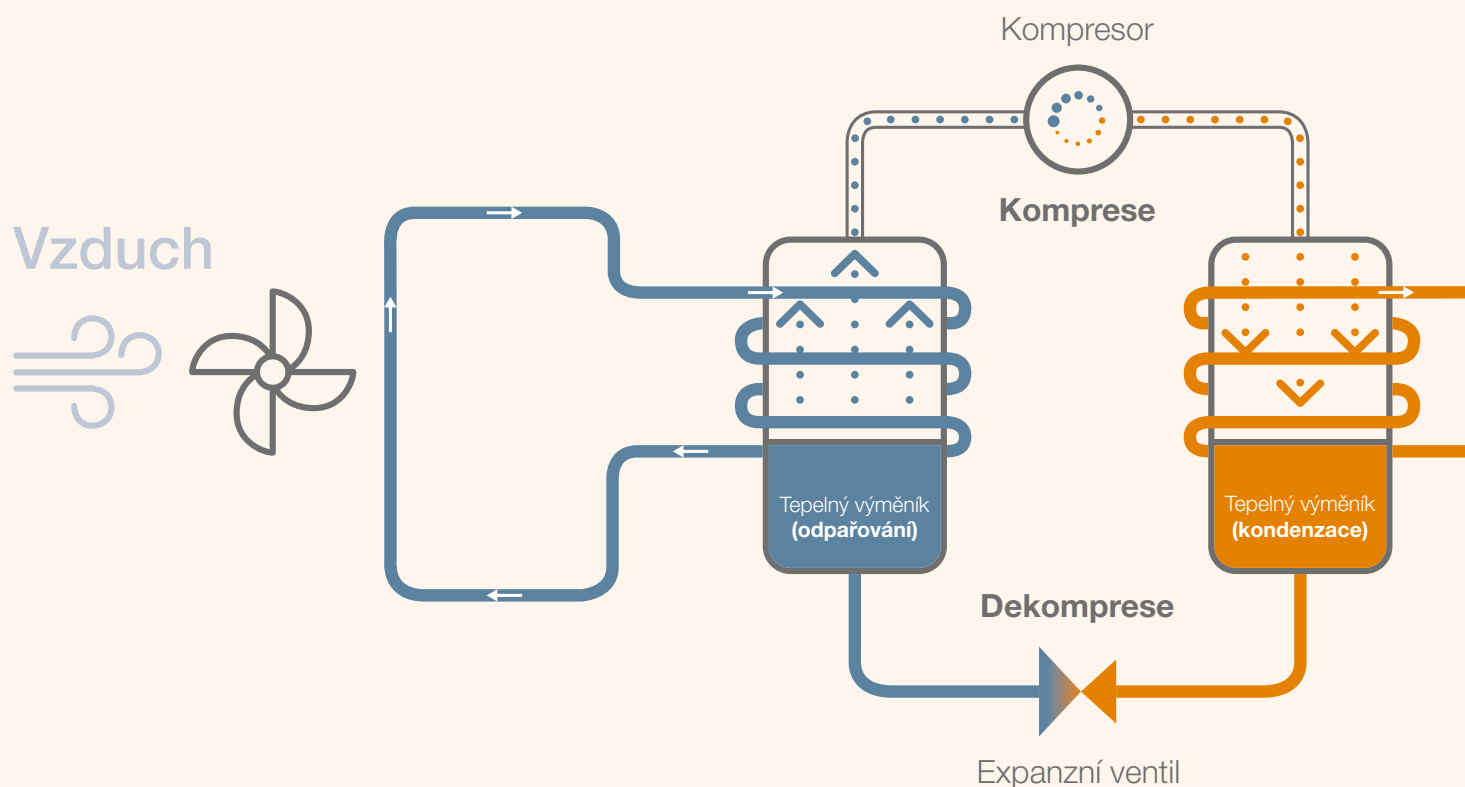 Kompresor
Komprese
Vzduch
Tepelný výměník
(odpařování)
Tepelný výměník
(kondenzace)
Dekomprese
Expanzní ventil